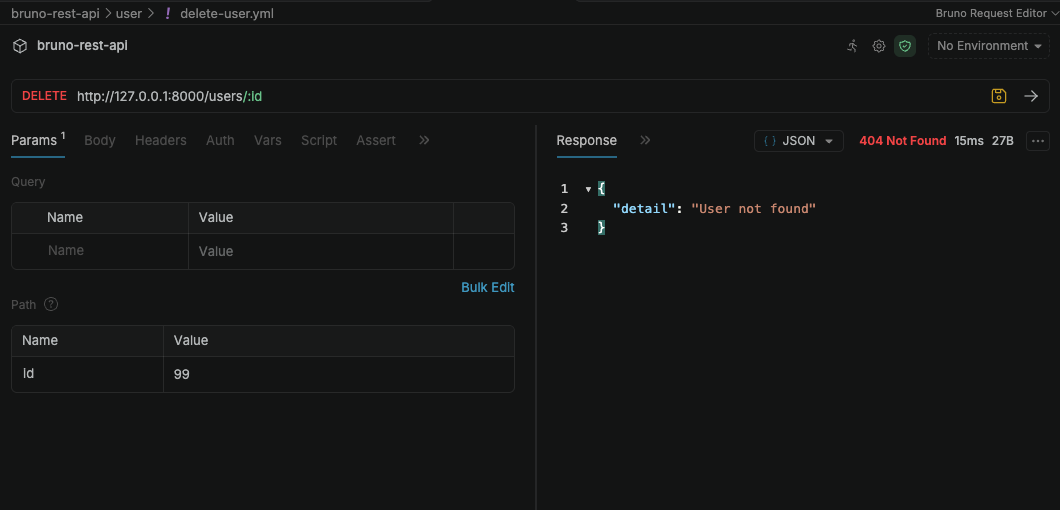 bruno-rest-api > user > ! delete-user.yml
Bruno Request Editor
bruno-rest-api
No Environment
DELETE http://127.0.0.1:8000/users/:id
Params 1 Body Headers Auth Vars Script Assert
Query
Name Value
Name Value
Bulk Edit
Path ?
Name Value
id 99
Response
{ } JSON
404 Not Found 15ms 27B
1 {
2 "detail": "User not found"
3 }